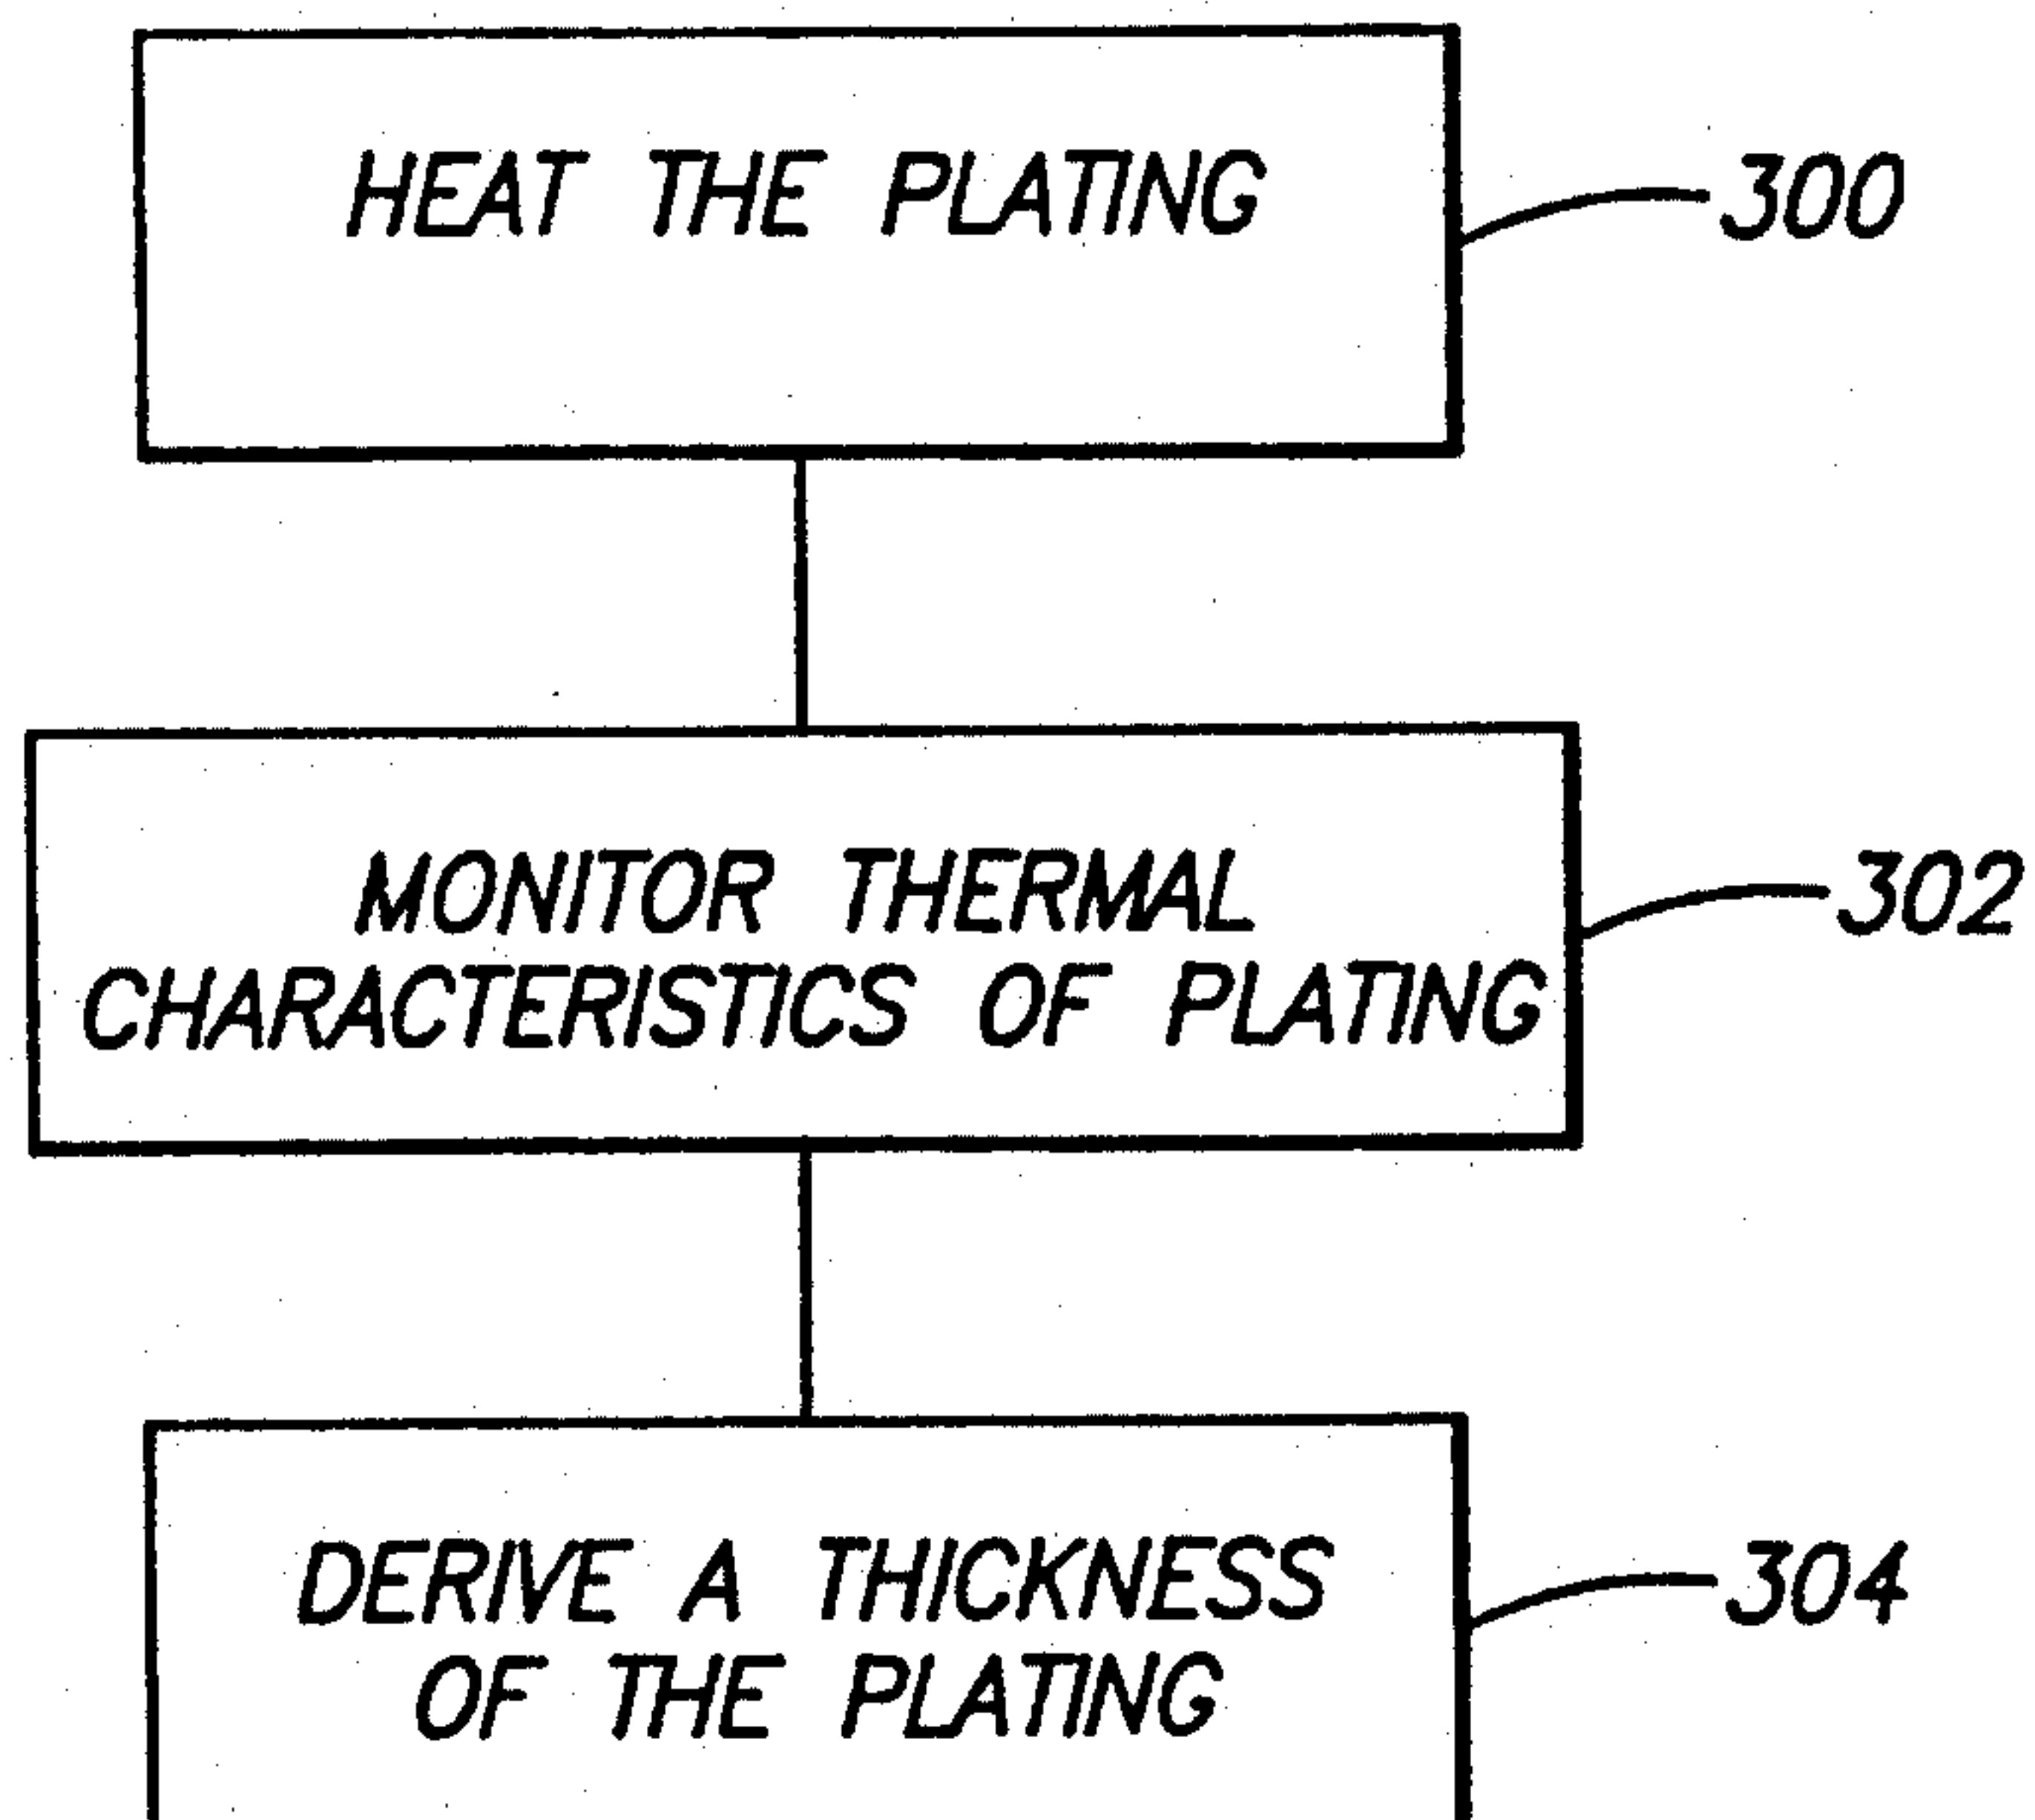 HEAT THE PLATING
300
MONITOR THERMAL
CHARACTERISTICS OF PLATING
302
DERIVE A THICKNESS
OF THE PLATING
304